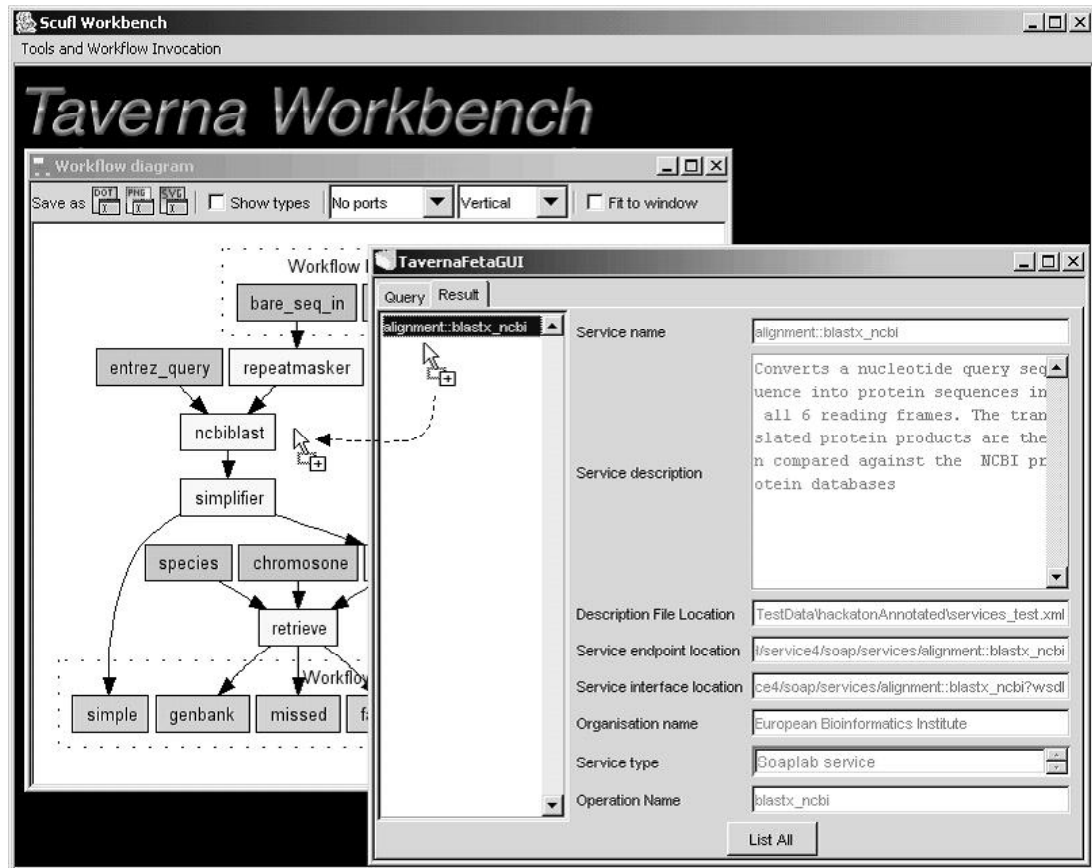 Scufl Workbench
Tools and Workflow Invocation
Taverna Workbench
Workflow diagram
Save as DOT PNG SVG Show types No ports Vertical Fit to window
Workflow
bare_seq_in
entrez_query repeatmasker
ncbiblast
simplifier
species chromosone
retrieve
Workflow
simple genbank missed
TavernaFetaGUI
Query Result
alignment::blastx_ncbi
Service name alignment::blastx_ncbi
Service description
Converts a nucleotide query seq
uence into protein sequences in
all 6 reading frames. The tran
slated protein products are the
n compared against the NCBI pr
otein databases
Description File Location TestData\hackatonAnnotated\services_test.xml
Service endpoint location l/service4/soap/services/alignment::blastx_ncbi
Service interface location ce4/soap/services/alignment::blastx_ncbi?wsdl
Organisation name European Bioinformatics Institute
Service type Soaplab service
Operation Name blastx_ncbi
List All